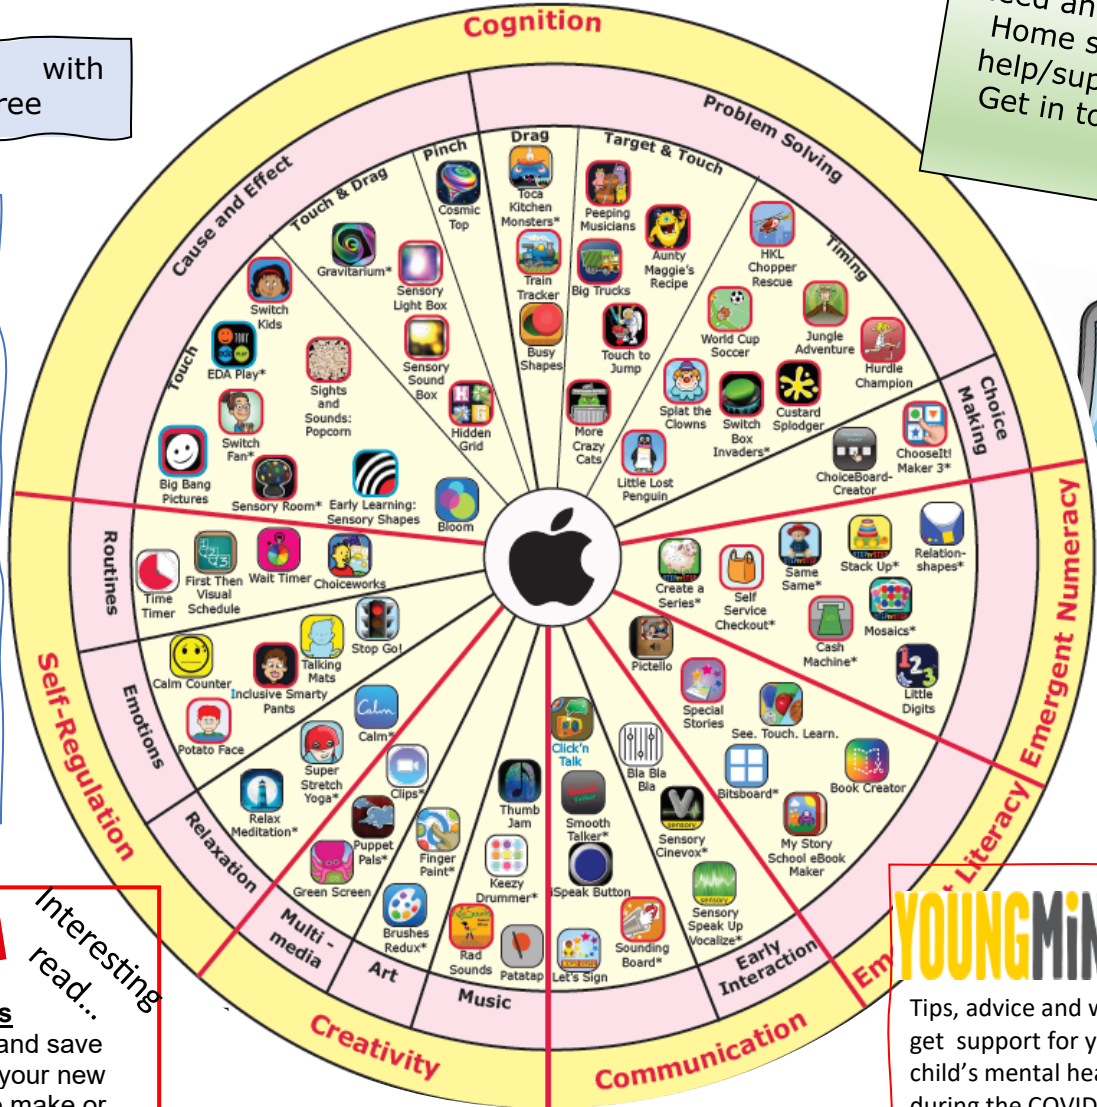 Cognition
with
ree
Home s
help/sup
Get in to
Problem Solving
Cause and Effect
Drag
Target & Touch
Pinch
Touch & Drag
Timing
Touch
Choice
Making
Toca
Kitchen
Monsters*
Cosmic
Top
Peeping
Musicians
Aunty
Maggie's
Recipe
HKL
Chopper
Rescue
Gravitarium*
Sensory
Light Box
Train
Tracker
Big Trucks
Switch
Kids
Busy
Shapes
Touch to
Jump
World Cup
Soccer
Jungle
Adventure
Hurdle
Champion
EDA Play*
Sights
and
Sounds:
Popcorn
Sensory
Sound
Box
Hidden
Grid
More
Crazy
Cats
Splat the
Clowns
Switch
Box
Invaders*
Custard
Splodger
Switch
Fan*
Little Lost
Penguin
ChoiceBoard-
Creator
ChooseIt!
Maker 3*
Big Bang
Pictures
Sensory Room*
Early Learning:
Sensory Shapes
Bloom
Emergent Numeracy
Create a
Series*
Self
Service
Checkout*
Same
Same*
Stack Up*
Relation-
shapes*
Cash
Machine*
Mosaics*
Little
Digits
Routines
Time
Timer
First Then
Visual
Schedule
Wait Timer
Choiceworks
Self-Regulation
Emotions
Calm Counter
Inclusive Smarty
Pants
Talking
Mats
Stop Go!
Potato Face
Relaxation
Super
Stretch
Yoga*
Calm
Calm*
Relax
Meditation*
t Literacy
Em
Pictello
Special
Stories
See. Touch. Learn.
Bitsboard*
Book Creator
My Story
School eBook
Maker
Creativity
Multi -
media
Art
Music
Clips*
Puppet
Pals*
Green Screen
Finger
Paint*
Brushes
Redux*
Thumb
Jam
Keezy
Drummer*
Rad
Sounds
Patatap
Communication
Early
Interaction
Click'n
Talk
Smooth
Talker*
iSpeak Button
Let's Sign
Sounding
Board*
Bla Bla
Bla
Sensory
Cinevox*
Sensory
Speak Up
Vocalize*
Interesting
read...
s
and save
your new
make or
YOUNGMiN
Tips, advice and
get support for y
child's mental hea
during the COVID